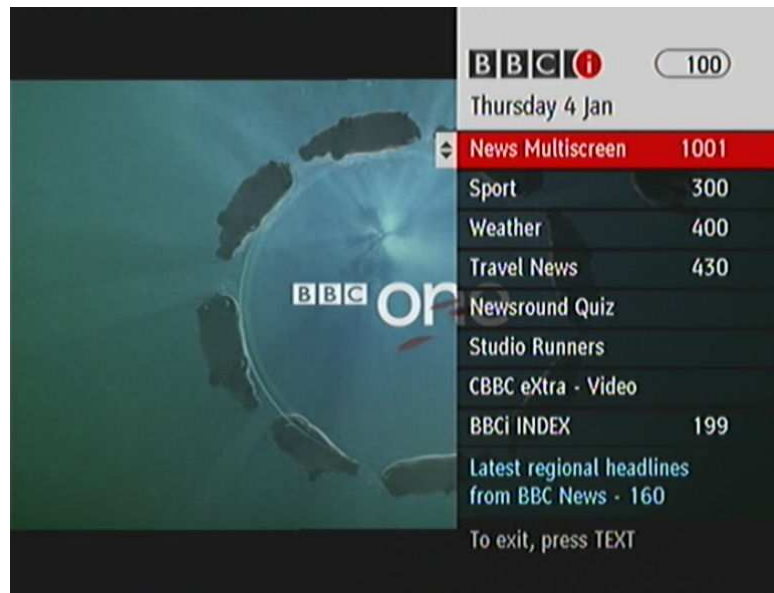 BBCi 100
Thursday 4 Jan
News Multiscreen 1001
Sport 300
Weather 400
Travel News 430
Newsround Quiz
Studio Runners
CBBC eXtra - Video
BBCi INDEX 199
Latest regional headlines
from BBC News - 160
To exit, press TEXT
BBC one